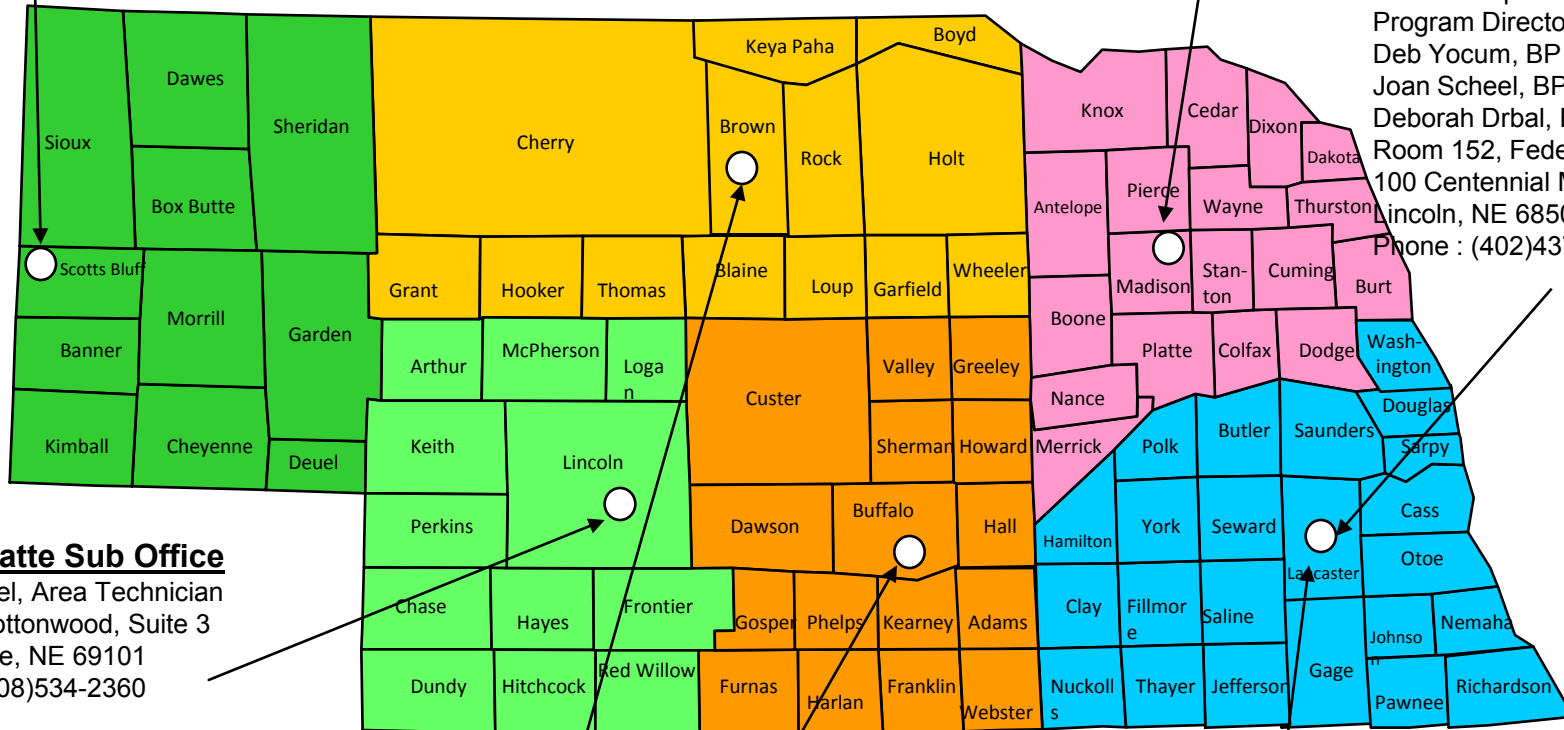 Program Directo
Deb Yocum, BP
Joan Scheel, BP
Deborah Drbal,
Room 152, Fede
100 Centennial
Lincoln, NE 6850
Phone : (402)43
Keya Paha
Boyd
Dawes
Sheridan
Sioux
Cherry
Brown
Rock
Holt
Knox
Cedar
Dixon
Dakota
Box Butte
Antelope
Pierce
Wayne
Thurston
Scotts Bluff
Grant
Hooker
Thomas
Blaine
Loup
Garfield
Wheeler
Madison
Stan-
ton
Cuming
Burt
Morrill
Garden
Banner
Arthur
McPherson
Loga
n
Custer
Valley
Greeley
Boone
Platte
Colfax
Dodge
Wash-
ington
Nance
Douglas
Kimball
Cheyenne
Deuel
Keith
Lincoln
Sherman
Howard
Merrick
Polk
Butler
Saunders
Sarpy
Perkins
Dawson
Buffalo
Hall
Hamilton
York
Seward
Cass
Otoe
Lancaster
atte Sub Office
el, Area Technician
ottonwood, Suite 3
e, NE 69101
08)534-2360
Chase
Hayes
Frontier
Gosper
Phelps
Kearney
Adams
Clay
Fillmor
e
Saline
Johnso
n
Nemaha
Dundy
Hitchcock
Red Willow
Furnas
Harlan
Franklin
Webster
Nuckoll
s
Thayer
Jefferson
Gage
Pawnee
Richardson